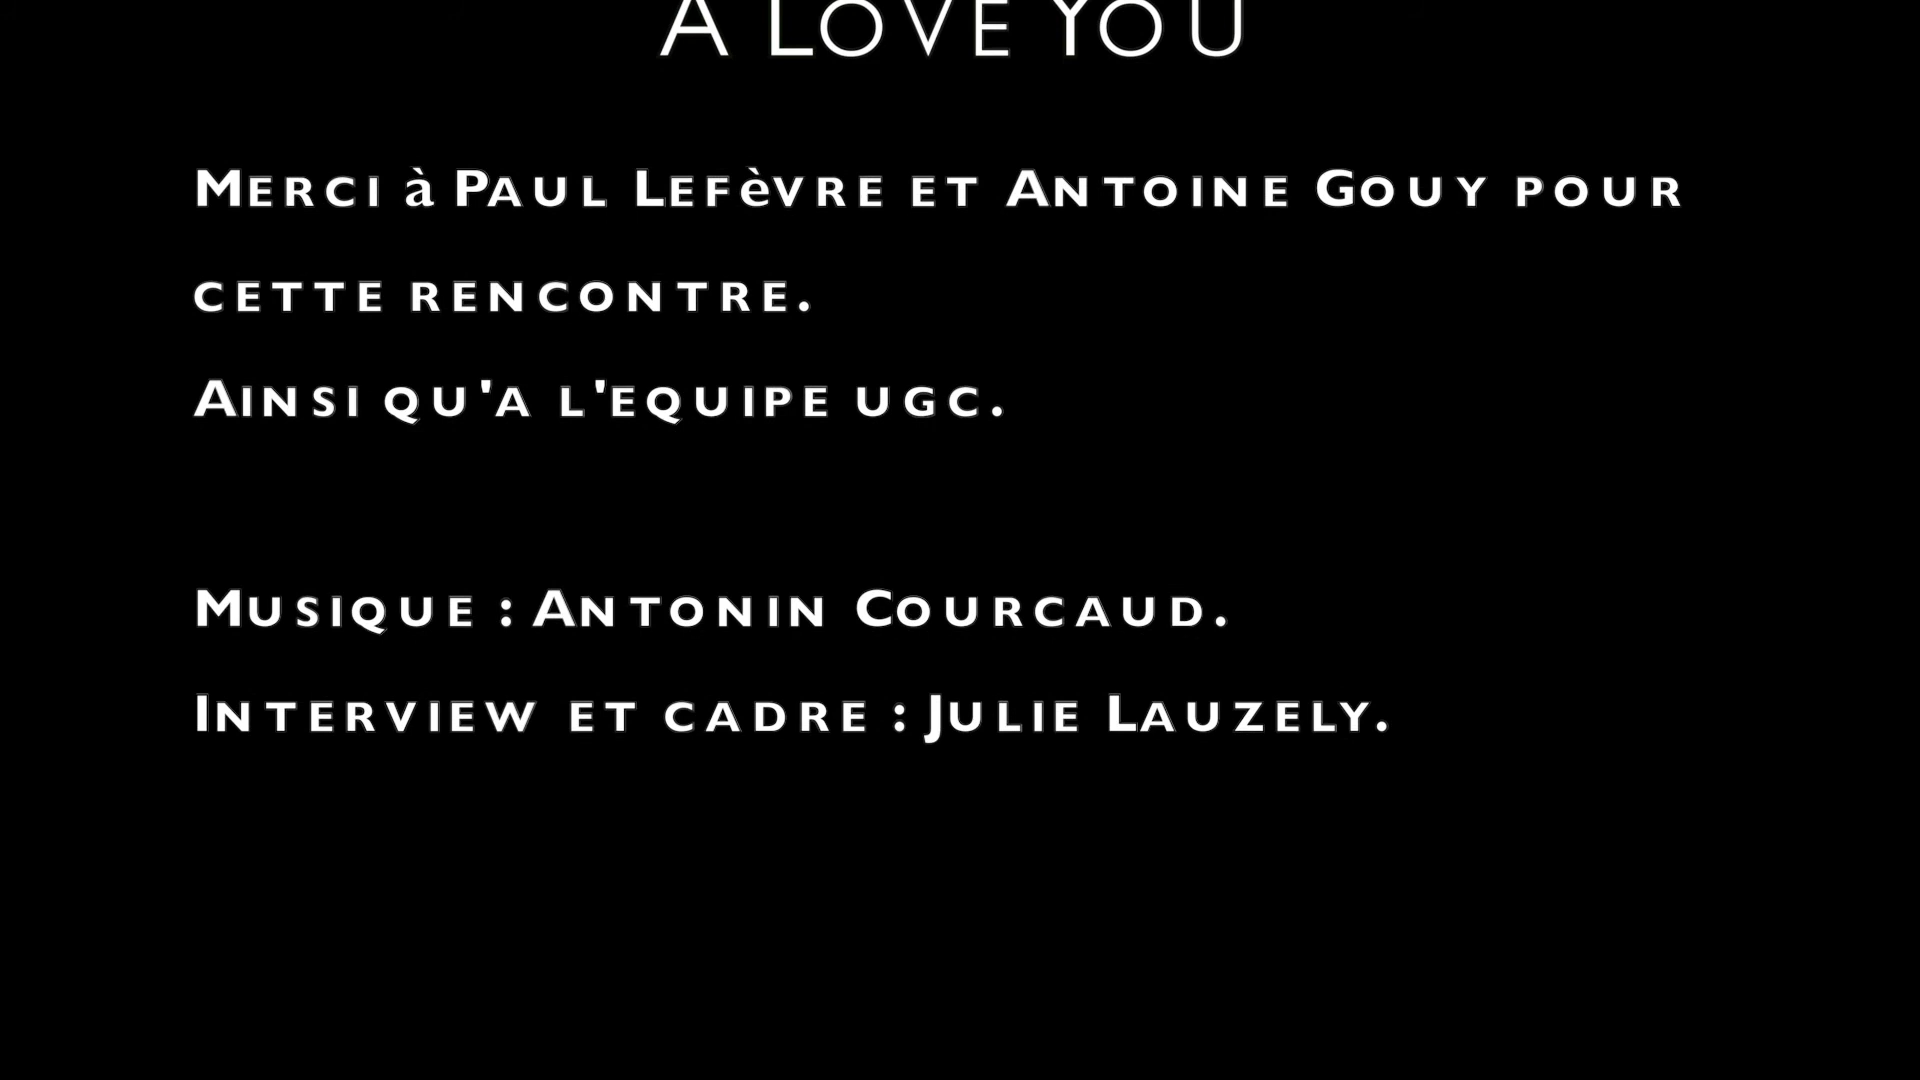 A LOVE YOU
MERCI à PAUL LEFèVRE ET ANTOINE GOUY POUR
CETTE RENCONTRE.
AINSI QU'A L'EQUIPE UGC.
MUSIQUE : ANTONIN COURCAUD.
INTERVIEW ET CADRE : JULIE LAUZELY.